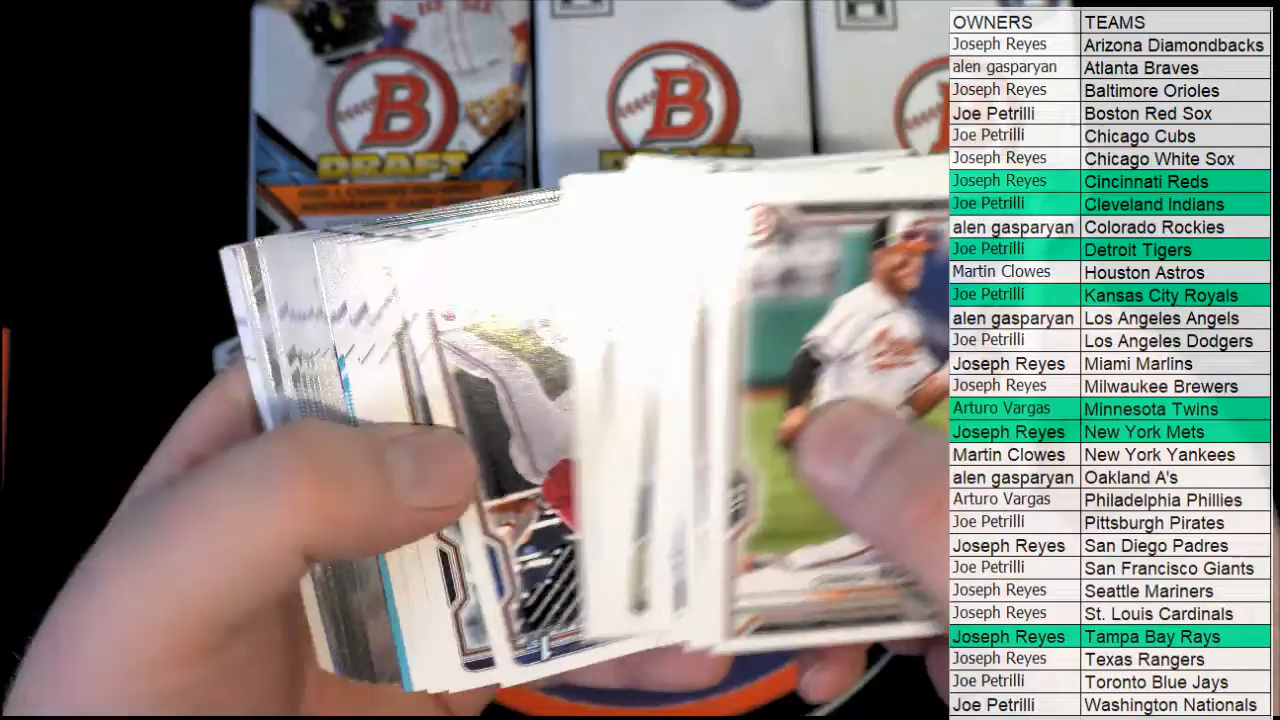 B
DRAFT
B
DRAFT
B
OWNERS TEAMS
Joseph Reyes Arizona Diamondbacks
alen gasparyan Atlanta Braves
Joseph Reyes Baltimore Orioles
Joe Petrilli Boston Red Sox
Joe Petrilli Chicago Cubs
Joseph Reyes Chicago White Sox
Joseph Reyes Cincinnati Reds
Joe Petrilli Cleveland Indians
alen gasparyan Colorado Rockies
Joe Petrilli Detroit Tigers
Martin Clowes Houston Astros
Joe Petrilli Kansas City Royals
alen gasparyan Los Angeles Angels
Joe Petrilli Los Angeles Dodgers
Joseph Reyes Miami Marlins
Joseph Reyes Milwaukee Brewers
Arturo Vargas Minnesota Twins
Joseph Reyes New York Mets
Martin Clowes New York Yankees
alen gasparyan Oakland A's
Arturo Vargas Philadelphia Phillies
Joe Petrilli Pittsburgh Pirates
Joseph Reyes San Diego Padres
Joe Petrilli San Francisco Giants
Joseph Reyes Seattle Mariners
Joseph Reyes St. Louis Cardinals
Joseph Reyes Tampa Bay Rays
Joseph Reyes Texas Rangers
Joe Petrilli Toronto Blue Jays
Joe Petrilli Washington Nationals